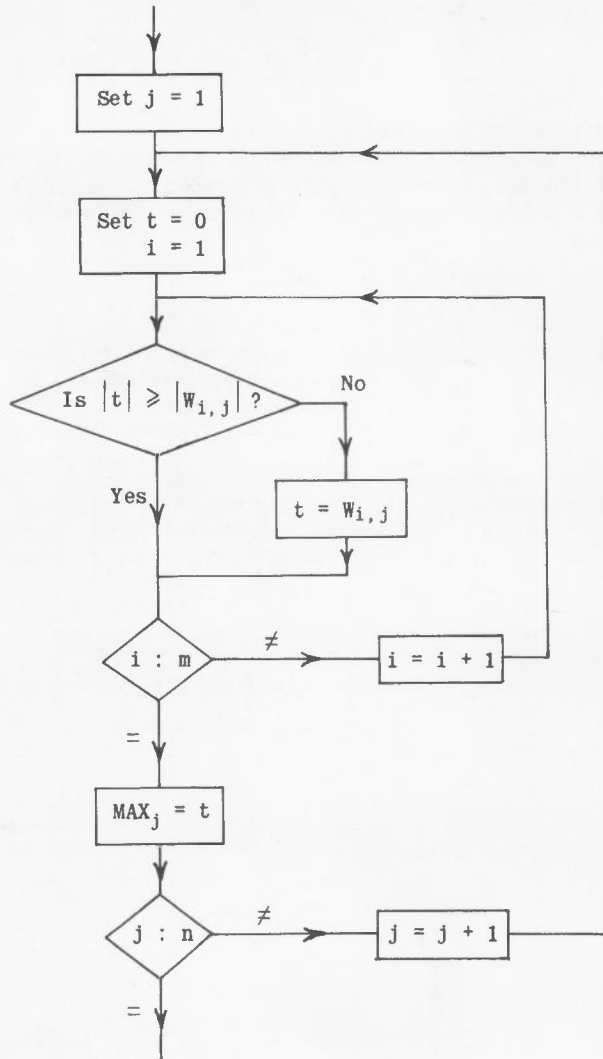 Set j = 1
Set t = 0
i = 1
Is |t| ⩾ |W_{i,j}| ?
No
Yes
t = W_{i,j}
i : m
≠
i = i + 1
=
MAX_j = t
j : n
≠
j = j + 1
=